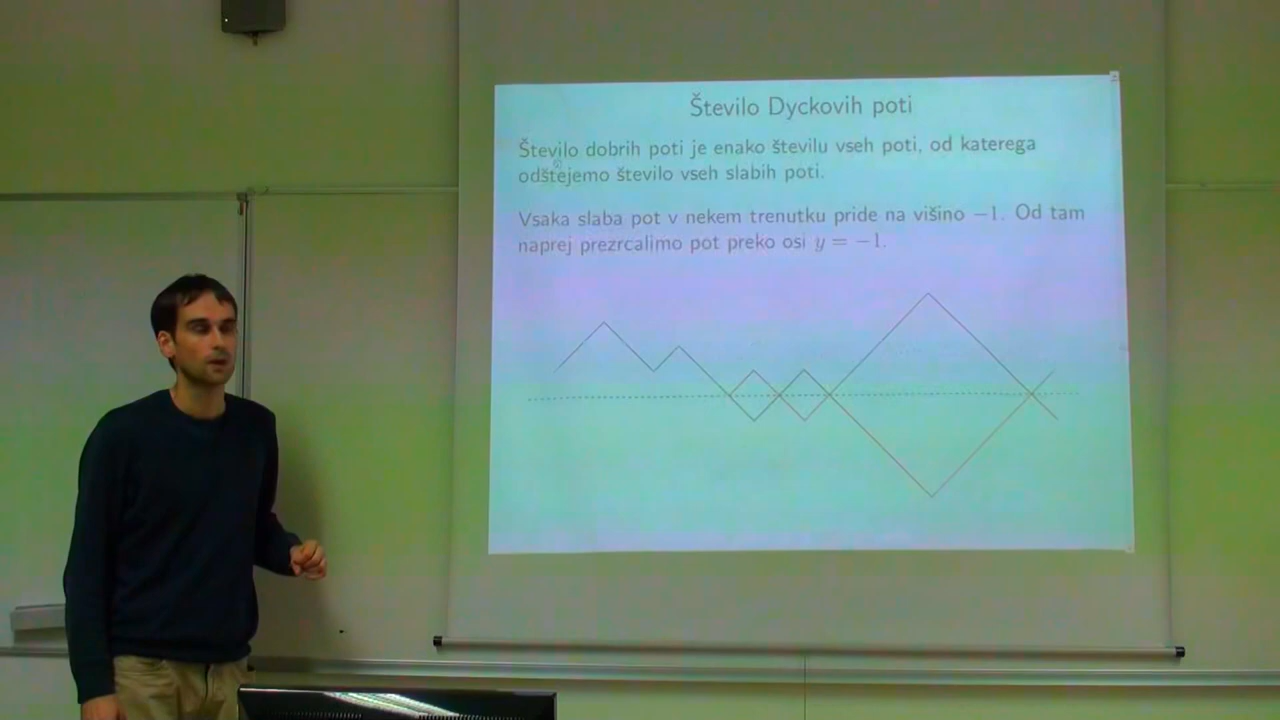 Število Dyckovih poti
Število dobrih poti je enako številu vseh poti, od katerega
odštejemo število vseh slabih poti.
Vsaka slaba pot v nekem trenutku pride na višino −1. Od tam
naprej prezrcalimo pot preko osi y = −1.